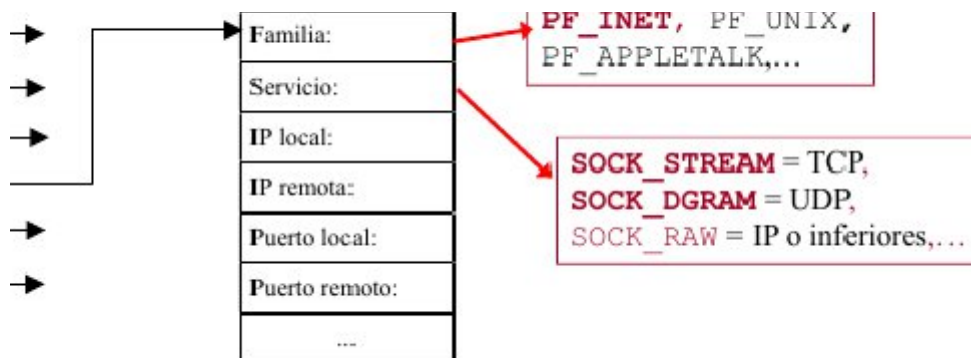 Familia:
Servicio:
IP local:
IP remota:
Puerto local:
Puerto remoto:
...
PF_INET, PF_UNIX,
PF_APPLETALK,...
SOCK_STREAM = TCP,
SOCK_DGRAM = UDP,
SOCK_RAW = IP o inferiores,...